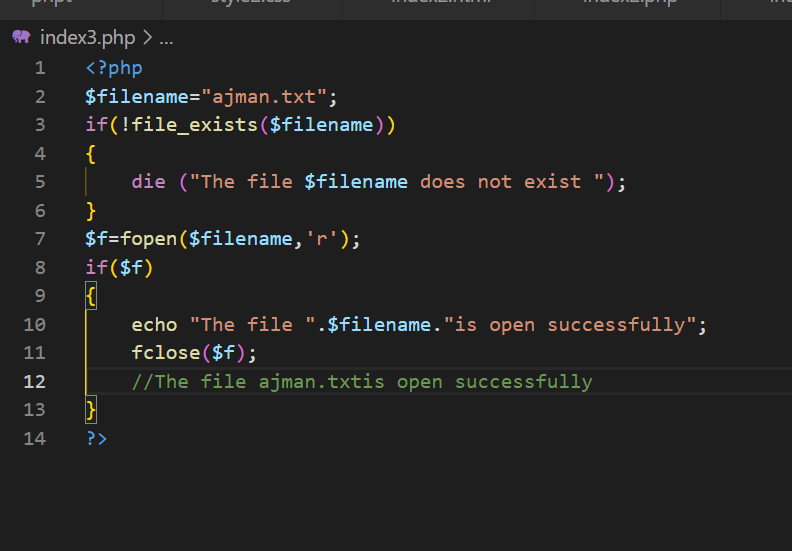 index3.php > ...
1 <?php
2 $filename="ajman.txt";
3 if(!file_exists($filename))
4 {
5     die ("The file $filename does not exist ");
6 }
7 $f=fopen($filename,'r');
8 if($f)
9 {
10     echo "The file ".$filename."is open successfully";
11     fclose($f);
12     //The file ajman.txtis open successfully
13 }
14 ?>